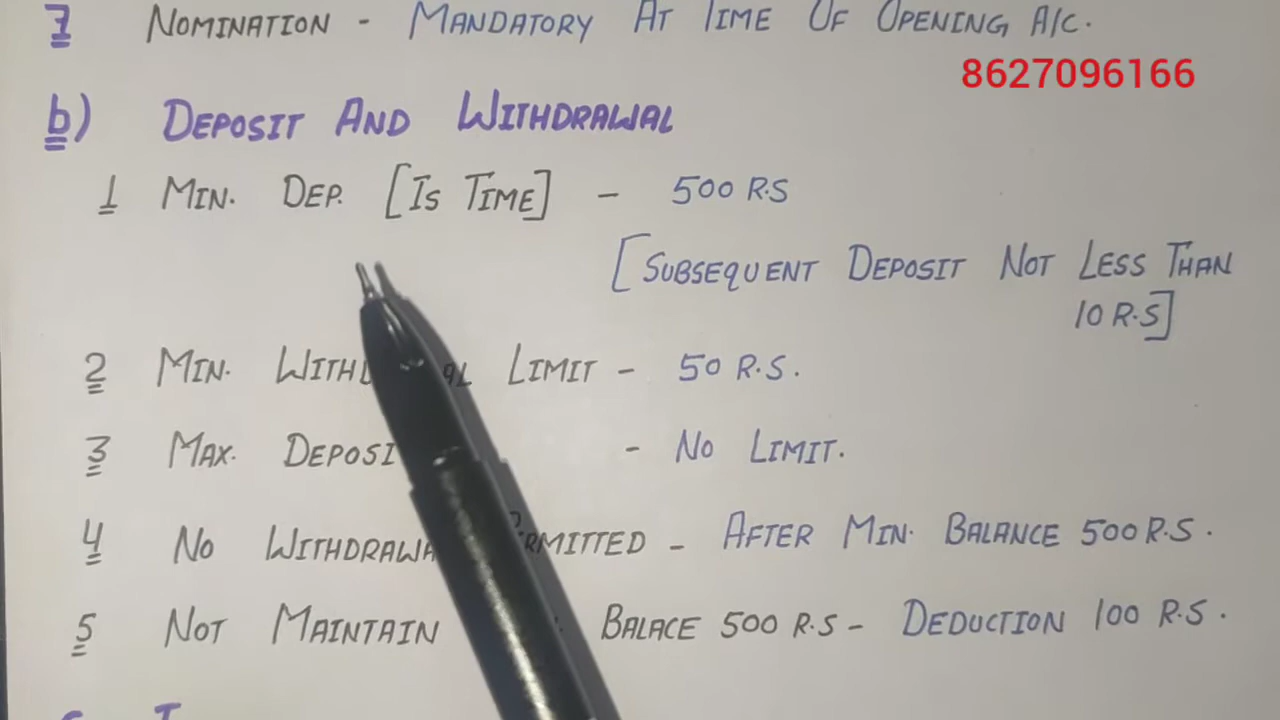 7 NOMINATION - MANDATORY AT TIME OF OPENING A/C.
8627096166
b) DEPOSIT AND WITHDRAWAL
1 MIN. DEP. [Is TIME] - 500 R.S
[SUBSEQUENT DEPOSIT NOT LESS THAN
10 R.S]
2 MIN. LIMIT - 50 R.S.
3 MAX. - NO LIMIT.
4 NO - AFTER MIN. BALANCE 500 R.S.
5 NOT MAINTAIN BALACE 500 R.S - DEDUCTION 100 R.S.